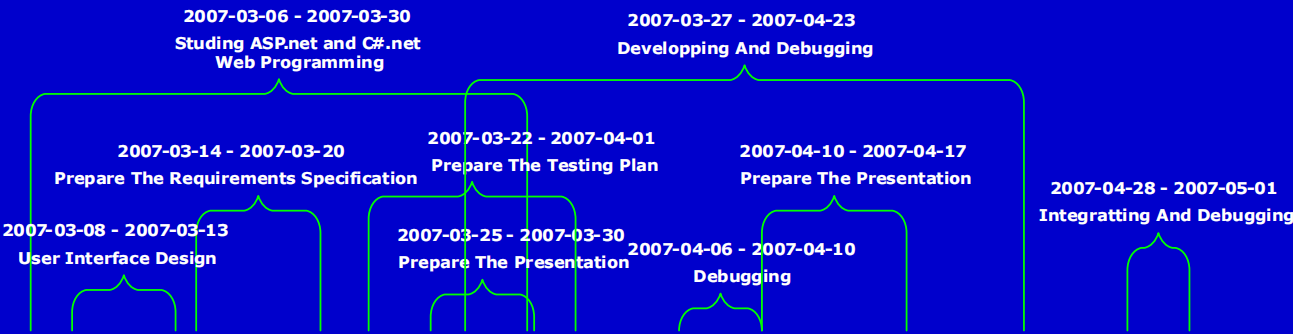 2007-03-06 - 2007-03-30
Studing ASP.net and C#.net
Web Programming
2007-03-27 - 2007-04-23
Developping And Debugging
2007-03-14 - 2007-03-20
Prepare The Requirements Specification
2007-03-22 - 2007-04-01
Prepare The Testing Plan
2007-04-10 - 2007-04-17
Prepare The Presentation
2007-04-28 - 2007-05-01
Integratting And Debugging
2007-03-08 - 2007-03-13
User Interface Design
2007-03-25 - 2007-03-30
Prepare The Presentation
2007-04-06 - 2007-04-10
Debugging